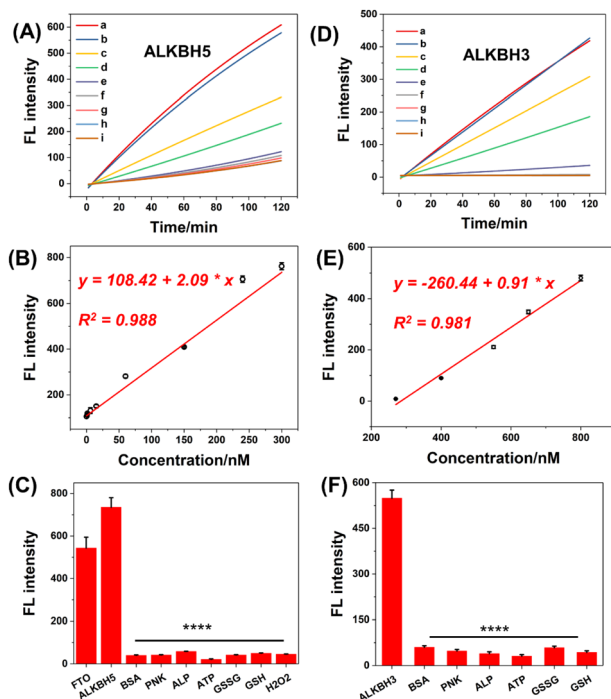 (A)
ALKBH5
a
b
c
d
e
f
g
h
i
FL intensity
600
500
400
300
200
100
0
0 20 40 60 80 100 120
Time/min
(D)
ALKBH3
a
b
c
d
e
f
g
h
i
FL intensity
500
400
300
200
100
0
0 20 40 60 80 100 120
Time/min
(B)
y = 108.42 + 2.09 * x
R² = 0.988
FL intensity
800
600
400
200
0 50 100 150 200 250 300
Concentration/nM
(E)
y = -260.44 + 0.91 * x
R² = 0.981
FL intensity
600
400
200
0
200 400 600 800
Concentration/nM
(C)
FL intensity
800
600
400
200
0
****
FTO
ALKBH5
BSA
PNK
ALP
ATP
GSSG
GSH
H2O2
(F)
FL intensity
600
450
300
150
0
****
ALKBH3
BSA
PNK
ALP
ATP
GSSG
GSH